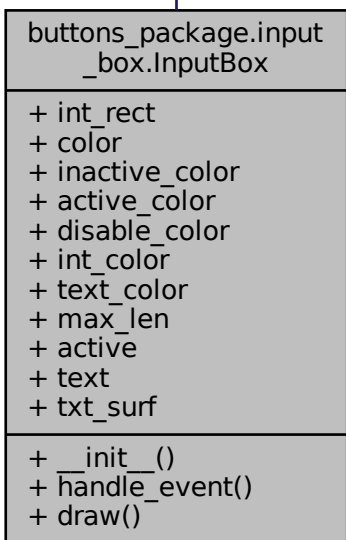 buttons_package.input
_box.InputBox
+ int_rect
+ color
+ inactive_color
+ active_color
+ disable_color
+ int_color
+ text_color
+ max_len
+ active
+ text
+ txt_surf
+ __init__()
+ handle_event()
+ draw()